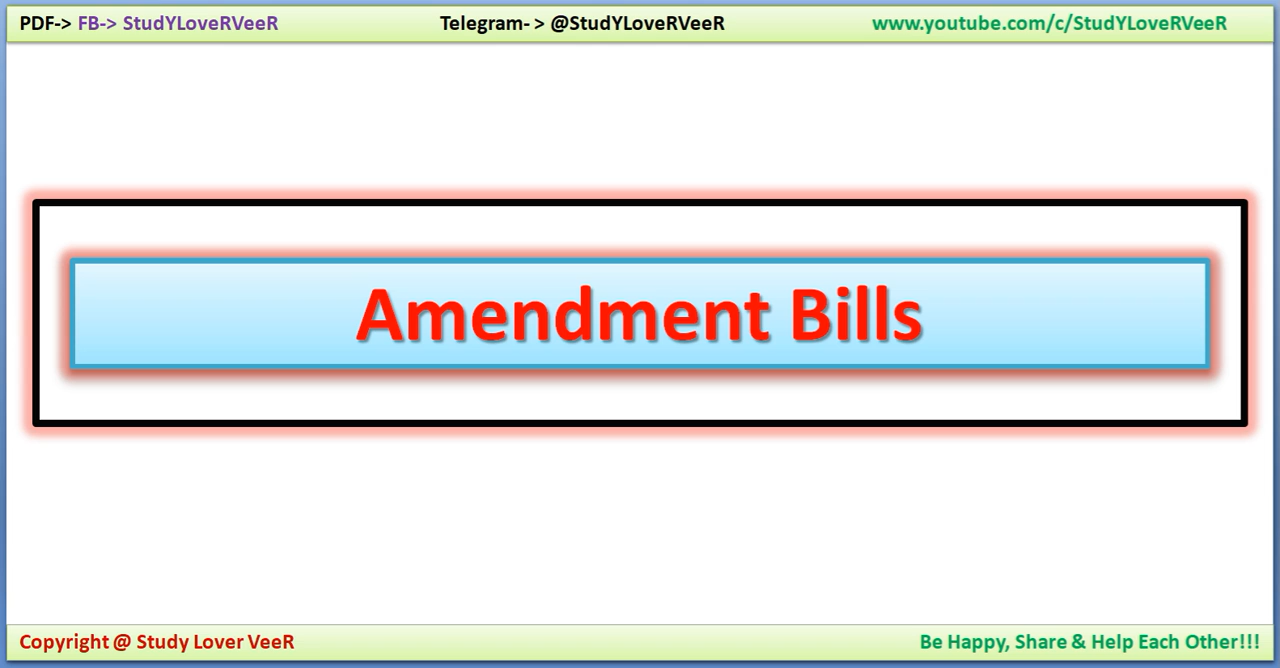 PDF-> FB-> StudYLoveRVeeR Telegram- > @StudYLoveRVeeR www.youtube.com/c/StudYLoveRVeeR
Amendment Bills
Copyright @ Study Lover VeeR Be Happy, Share & Help Each Other!!!